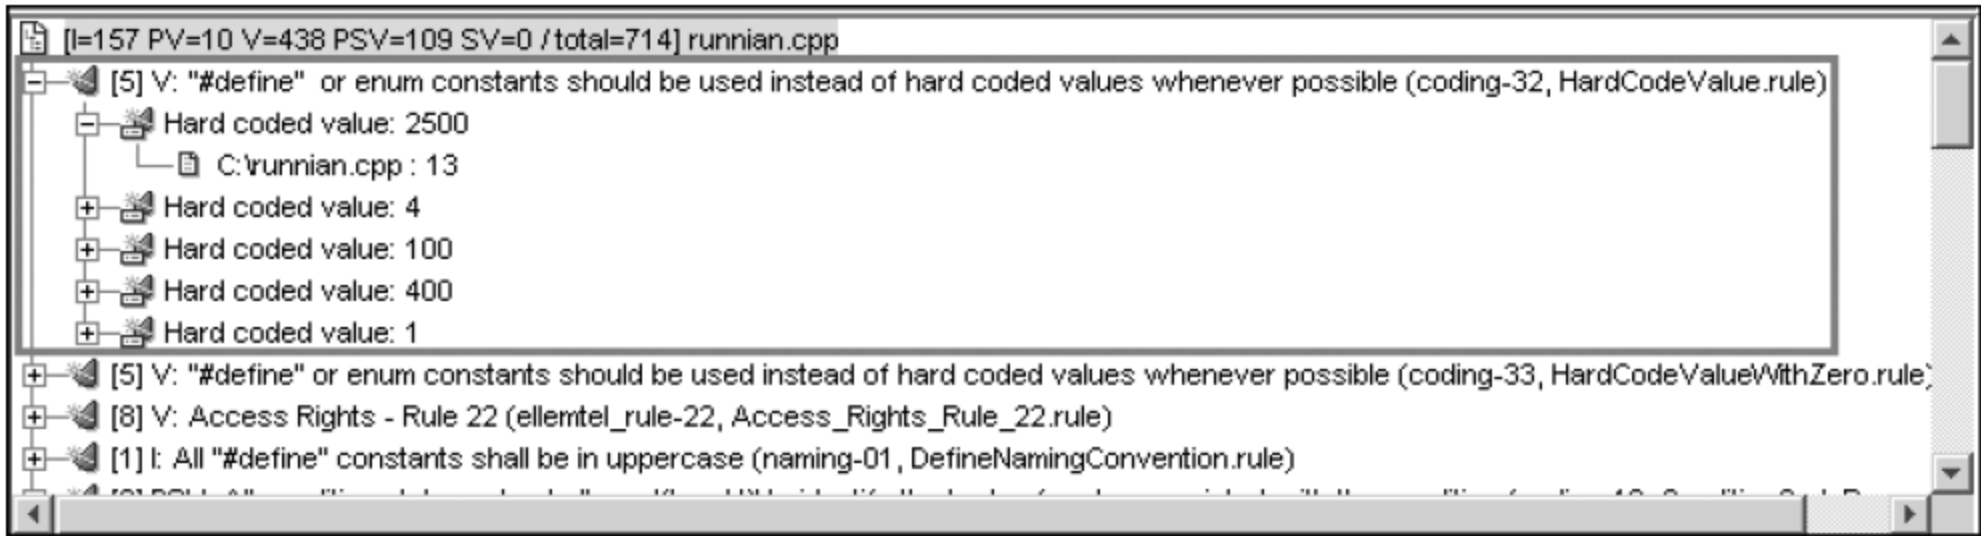 [I=157 PV=10 V=438 PSV=109 SV=0 / total=714] runnian.cpp
[5] V: "#define" or enum constants should be used instead of hard coded values whenever possible (coding-32, HardCodeValue.rule)
Hard coded value: 2500
C:\runnian.cpp : 13
Hard coded value: 4
Hard coded value: 100
Hard coded value: 400
Hard coded value: 1
[5] V: "#define" or enum constants should be used instead of hard coded values whenever possible (coding-33, HardCodeValueWithZero.rule)
[8] V: Access Rights - Rule 22 (ellemtel_rule-22, Access_Rights_Rule_22.rule)
[1] I: All "#define" constants shall be in uppercase (naming-01, DefineNamingConvention.rule)